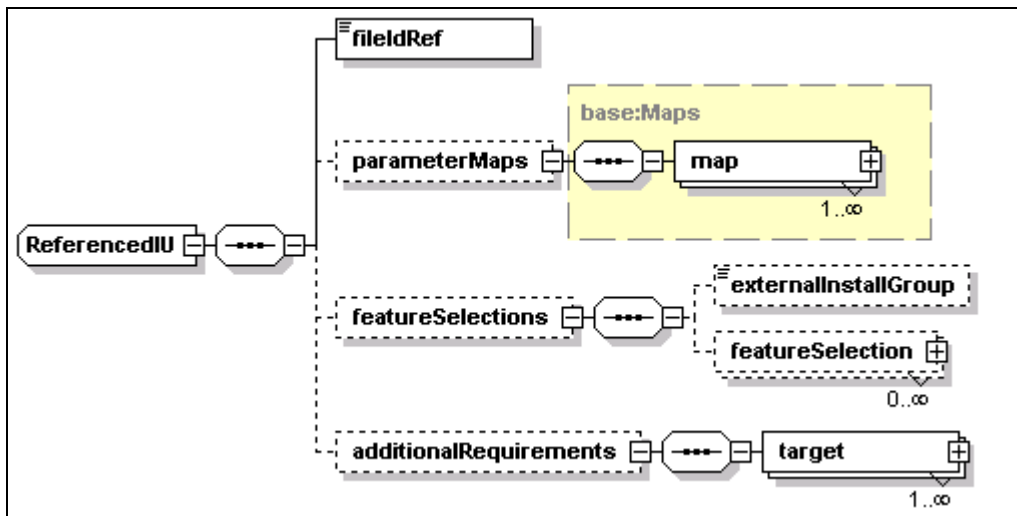 fileIdRef
base:Maps
parameterMaps
map
1..∞
ReferencedIU
externalInstallGroup
featureSelections
featureSelection
0..∞
additionalRequirements
target
1..∞